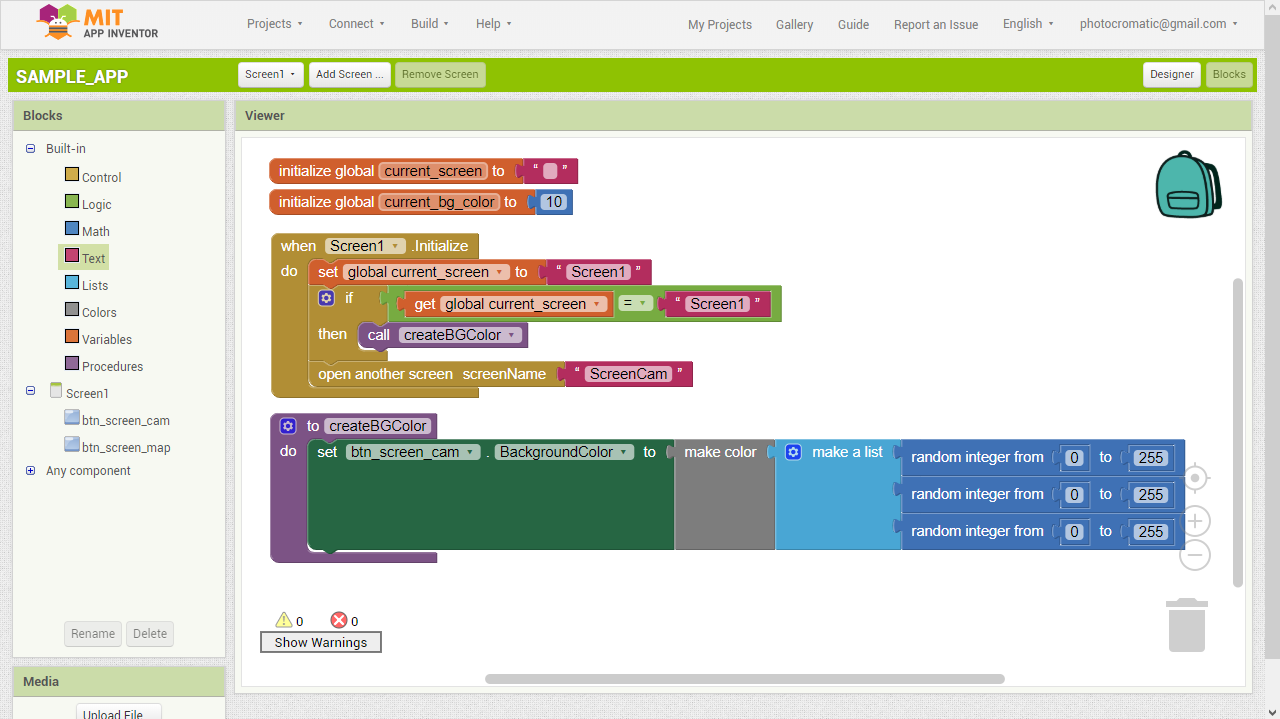 MIT
APP INVENTOR
Projects Connect Build Help My Projects Gallery Guide Report an Issue English photocromatic@gmail.com
SAMPLE_APP Screen1 Add Screen ... Remove Screen Designer Blocks
Blocks
Built-in
Control
Logic
Math
Text
Lists
Colors
Variables
Procedures
Screen1
btn_screen_cam
btn_screen_map
Any component
Rename Delete
Media
Upload File
Viewer
initialize global current_screen to “ ”
initialize global current_bg_color to 10
when Screen1 .Initialize
do set global current_screen to “ Screen1 ”
if get global current_screen = “ Screen1 ”
then call createBGColor
open another screen screenName “ ScreenCam ”
to createBGColor
do set btn_screen_cam . BackgroundColor to make color make a list random integer from 0 to 255
random integer from 0 to 255
random integer from 0 to 255
0 0
Show Warnings